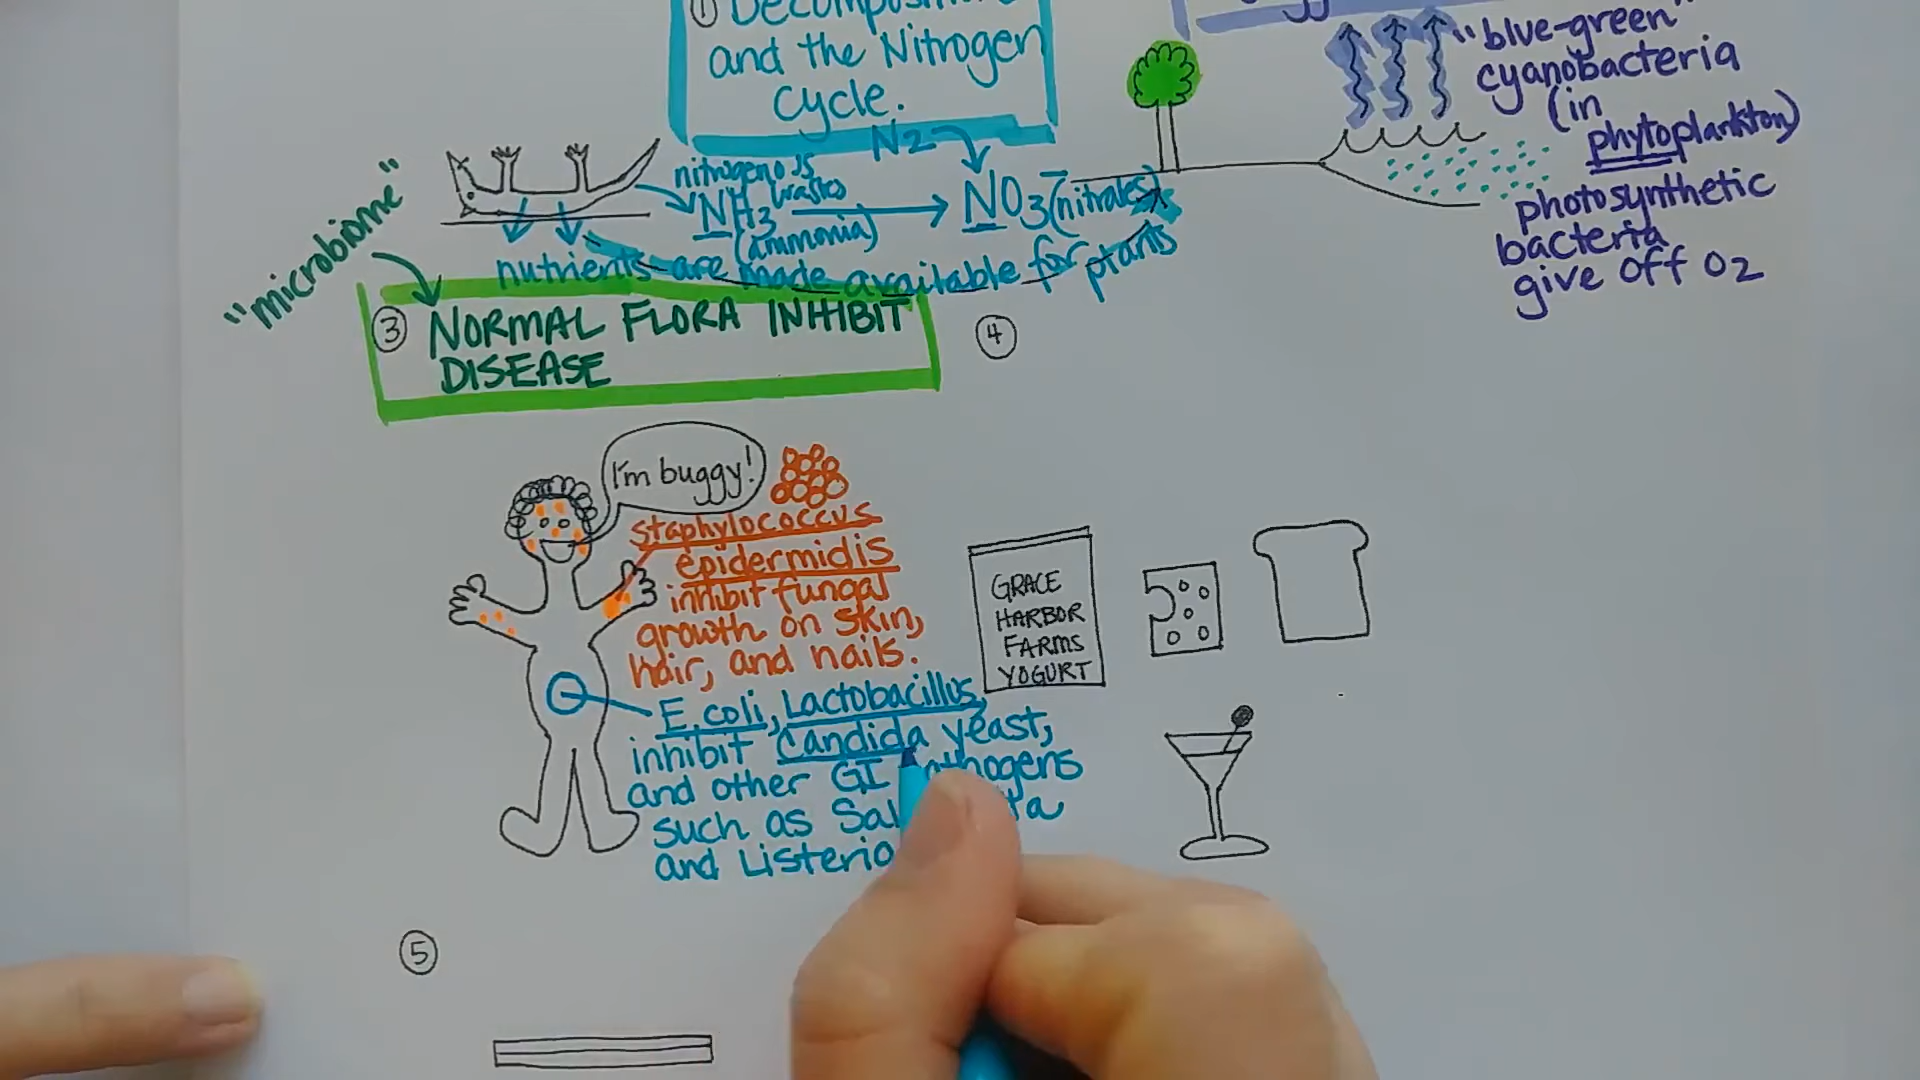 ① Decomposition
and the Nitrogen
Cycle.
"blue-green"
cyanobacteria
(in
phytoplankton)
photosynthetic
bacteria
give off O2
N2
nitrogenous
wastes
NH3
(ammonia)
NO3 (nitrates)
nutrients are made available for plants
"microbiome"
③ NORMAL FLORA INHIBIT
DISEASE
④
I'm buggy!
staphylococcus
epidermidis
inhibit fungal
growth on skin,
hair, and nails.
E. coli, Lactobacillus,
inhibit Candida yeast,
and other GI
such as
and Listeria
GRACE
HARBOR
FARMS
YOGURT
⑤